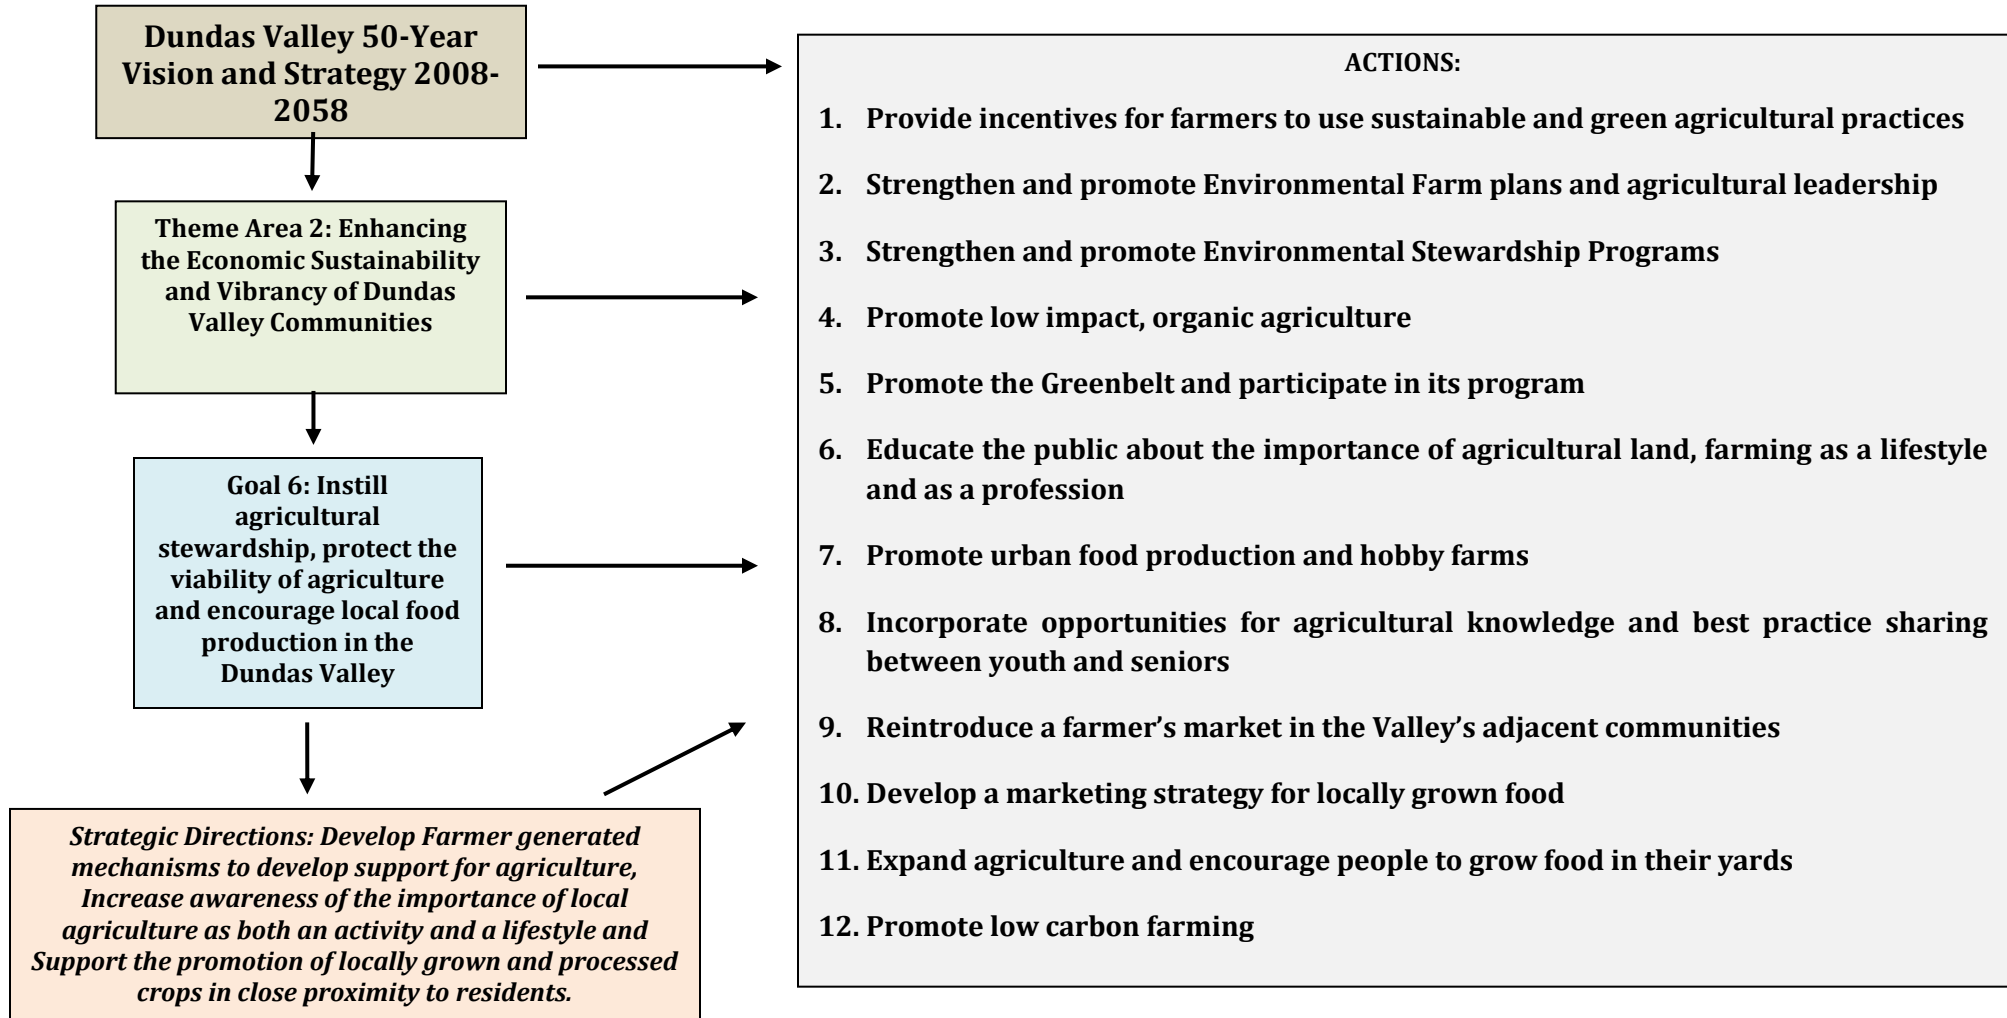 Dundas Valley 50-Year
Vision and Strategy 2008-
2058
Theme Area 2: Enhancing
the Economic Sustainability
and Vibrancy of Dundas
Valley Communities
Goal 6: Instill
agricultural
stewardship, protect the
viability of agriculture
and encourage local food
production in the
Dundas Valley
Strategic Directions: Develop Farmer generated
mechanisms to develop support for agriculture,
Increase awareness of the importance of local
agriculture as both an activity and a lifestyle and
Support the promotion of locally grown and processed
crops in close proximity to residents.
ACTIONS:
1. Provide incentives for farmers to use sustainable and green agricultural practices
2. Strengthen and promote Environmental Farm plans and agricultural leadership
3. Strengthen and promote Environmental Stewardship Programs
4. Promote low impact, organic agriculture
5. Promote the Greenbelt and participate in its program
6. Educate the public about the importance of agricultural land, farming as a lifestyle
and as a profession
7. Promote urban food production and hobby farms
8. Incorporate opportunities for agricultural knowledge and best practice sharing
between youth and seniors
9. Reintroduce a farmer’s market in the Valley’s adjacent communities
10. Develop a marketing strategy for locally grown food
11. Expand agriculture and encourage people to grow food in their yards
12. Promote low carbon farming